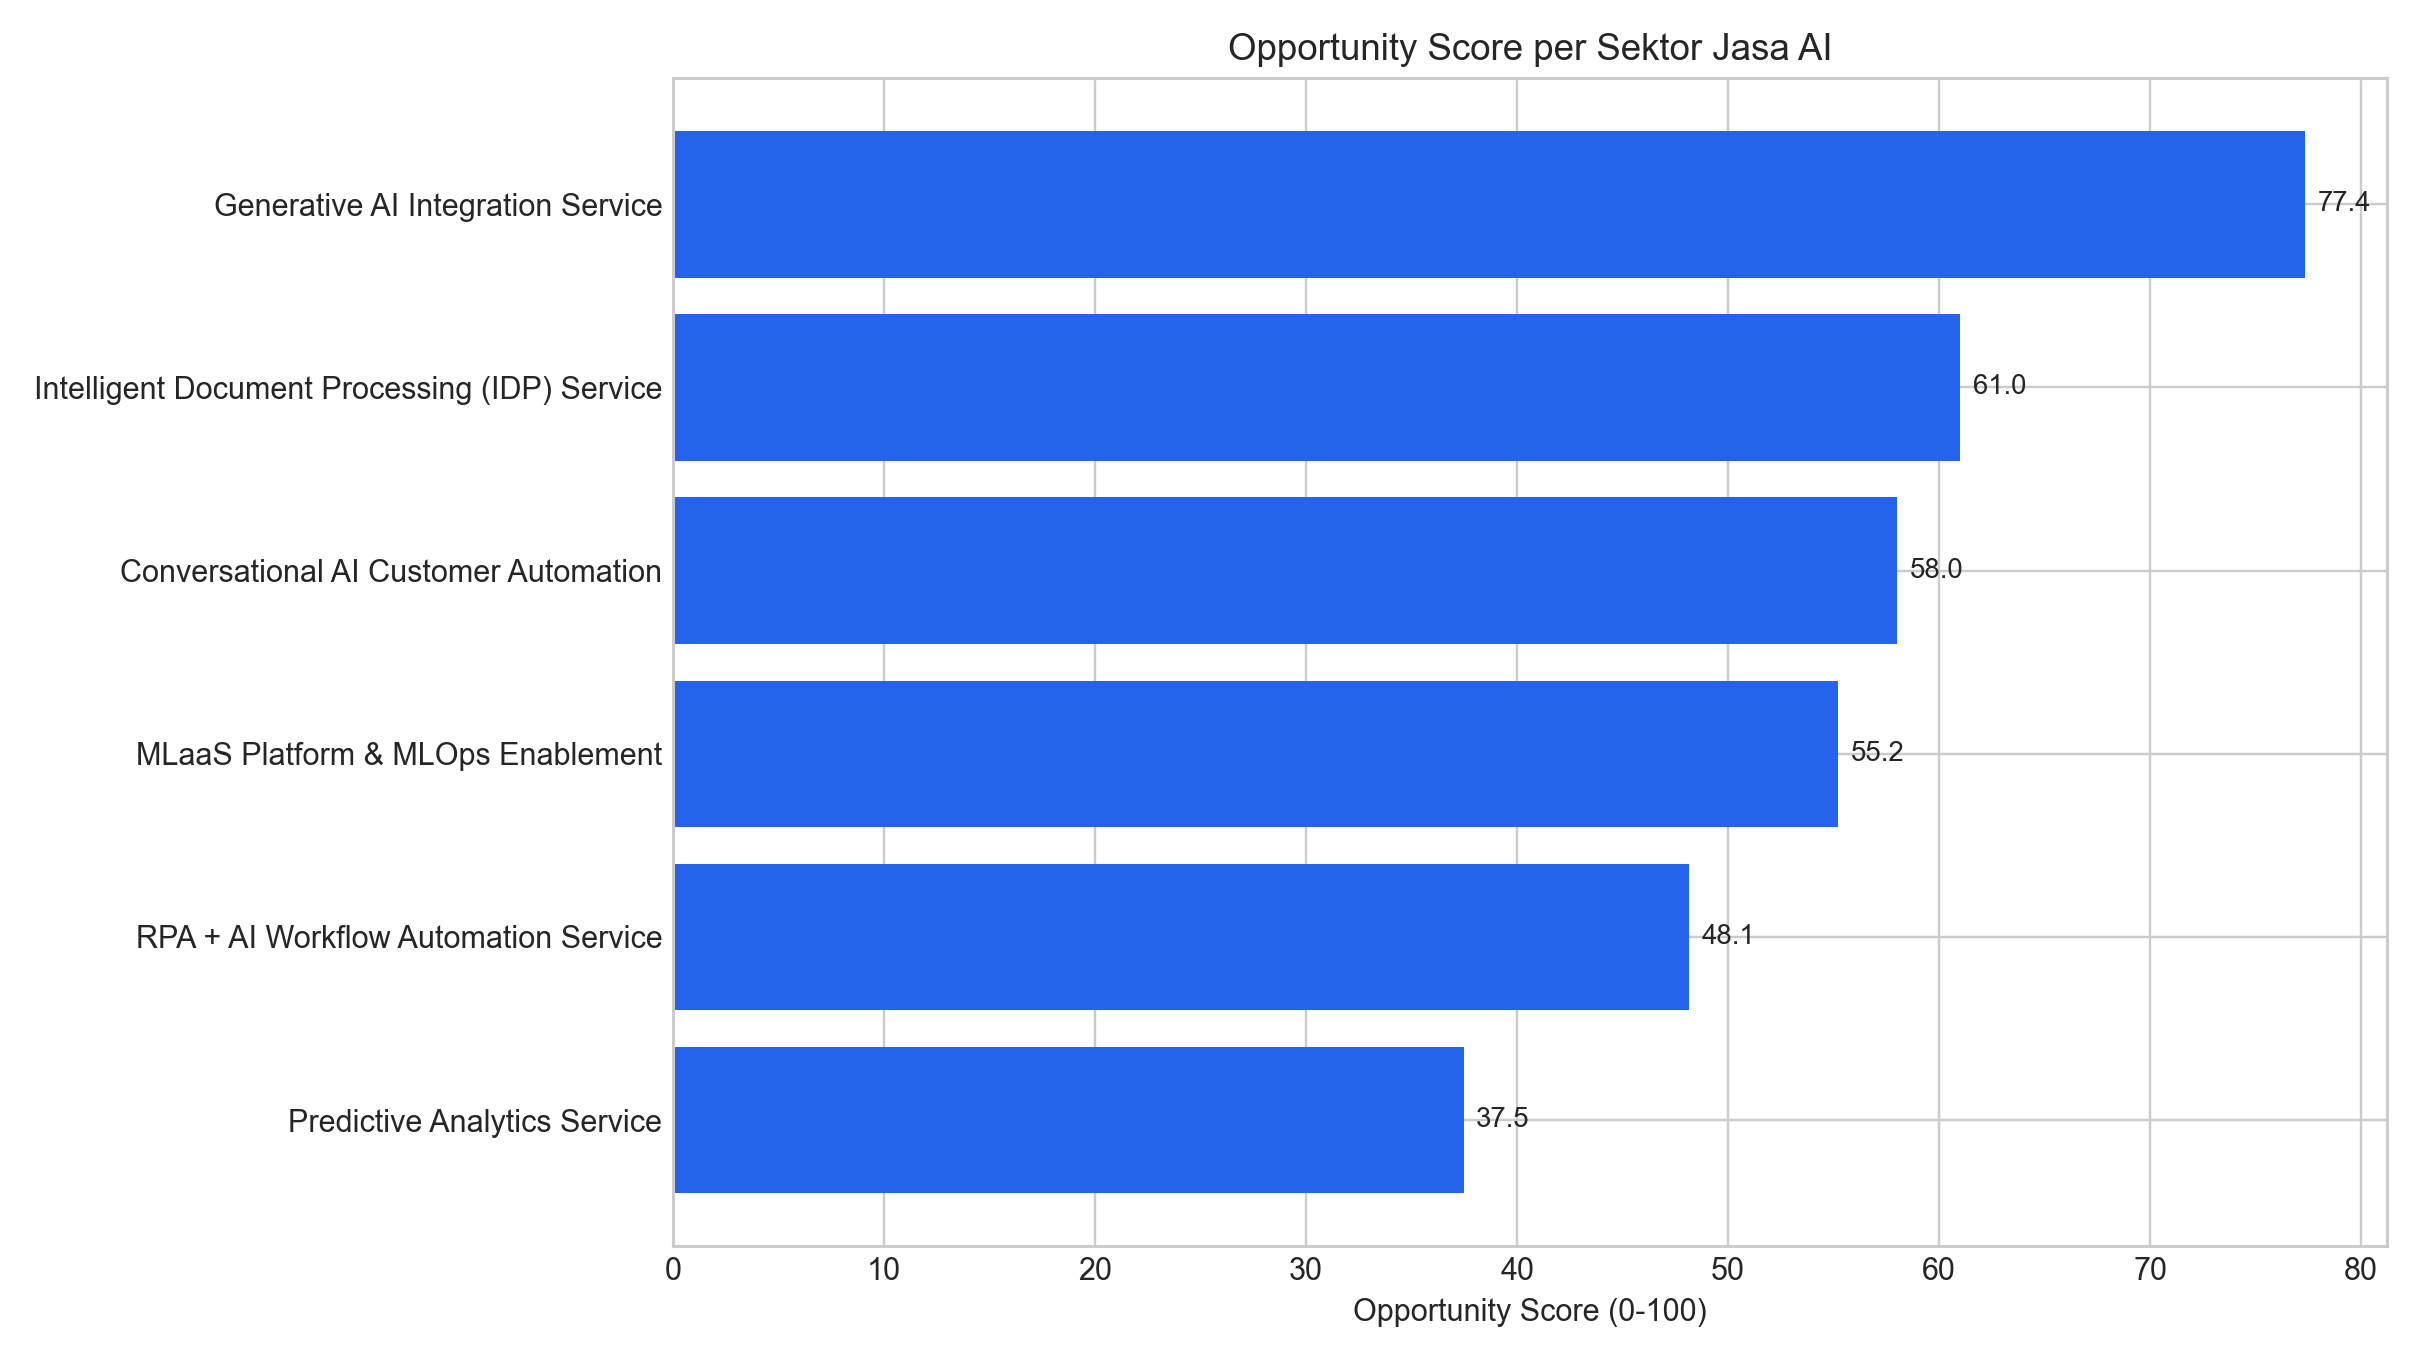 Opportunity Score per Sektor Jasa AI
Generative AI Integration Service
77.4
Intelligent Document Processing (IDP) Service
61.0
Conversational AI Customer Automation
58.0
MLaaS Platform & MLOps Enablement
55.2
RPA + AI Workflow Automation Service
48.1
Predictive Analytics Service
37.5
0 10 20 30 40 50 60 70 80
Opportunity Score (0-100)